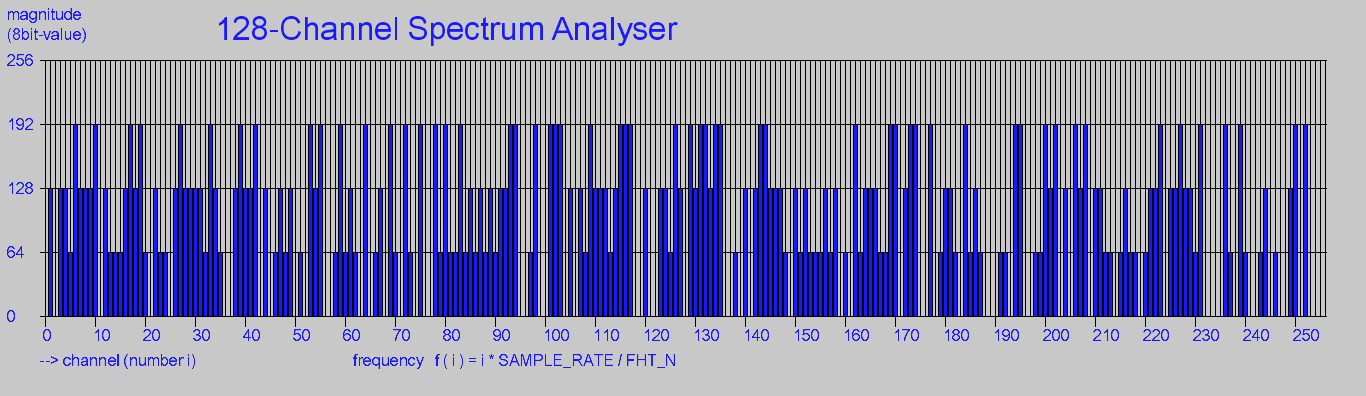 magnitude
(8bit-value)
128-Channel Spectrum Analyser
256
192
128
64
0
0 10 20 30 40 50 60 70 80 90 100 110 120 130 140 150 160 170 180 190 200 210 220 230 240 250
--> channel (number i) frequency f ( i ) = i * SAMPLE_RATE / FHT_N